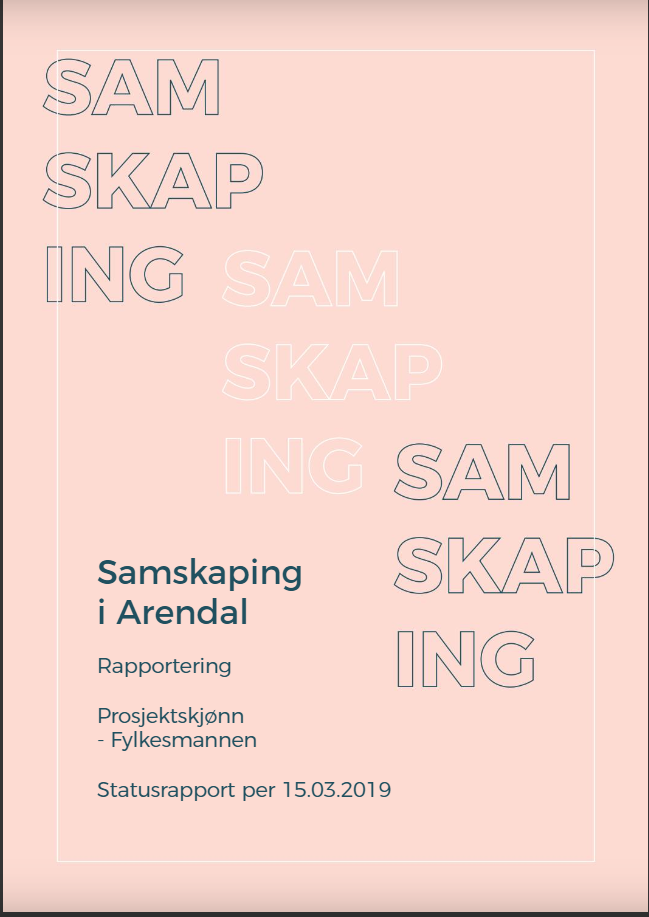 SAM
SKAP
ING
SAM
SKAP
ING
SAM
SKAP
ING
Samskaping
i Arendal
Rapportering
Prosjektskjønn
- Fylkesmannen
Statusrapport per 15.03.2019